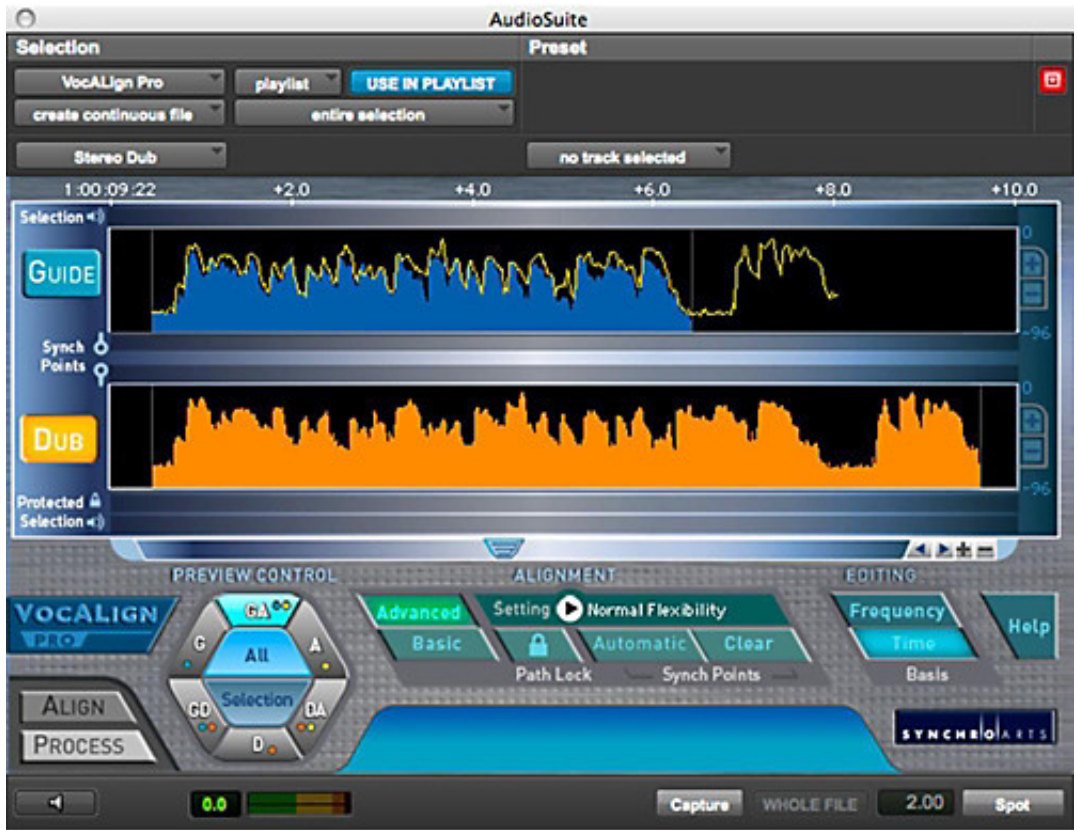 AudioSuite
Selection Preset
VocALign Pro playlist USE IN PLAYLIST
create continuous file entire selection
Stereo Dub no track selected
1:00:09:22 +2.0 +4.0 +6.0 +8.0 +10.0
Selection
0
GUIDE
-96
Synch
Points
0
DUB
-96
Protected
Selection
PREVIEW CONTROL ALIGNMENT EDITING
VOCALIGN
PRO
GA
G
A
All
Selection
GD
DA
D
Advanced Setting Normal Flexibility
Basic Automatic Clear
Path Lock Synch Points
Frequency
Time
Basis
Help
ALIGN
PROCESS
SYNCHRO ARTS
0.0 Capture WHOLE FILE 2.00 Spot